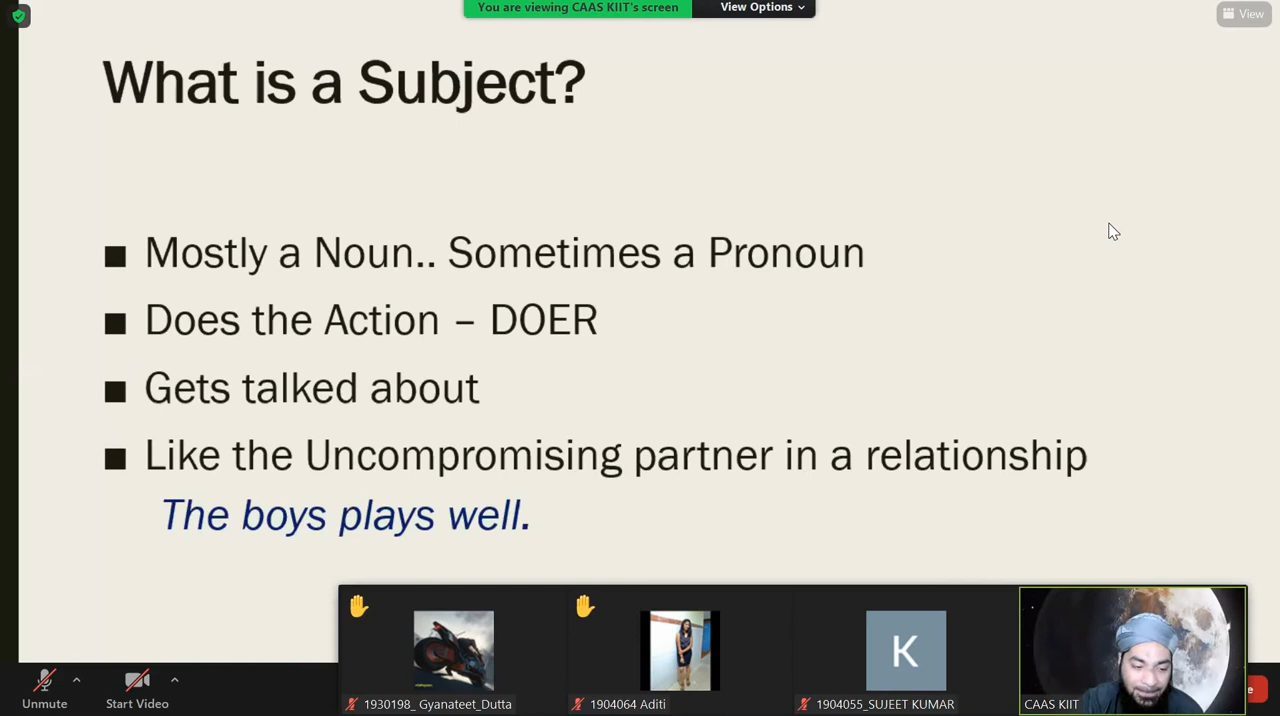 You are viewing CAAS KIIT's screen
View Options
View
What is a Subject?
Mostly a Noun.. Sometimes a Pronoun
Does the Action – DOER
Gets talked about
Like the Uncompromising partner in a relationship
The boys plays well.
K
1930198_ Gyanateet_Dutta
1904064 Aditi
1904055_SUJEET KUMAR
CAAS KIIT
Unmute
Start Video